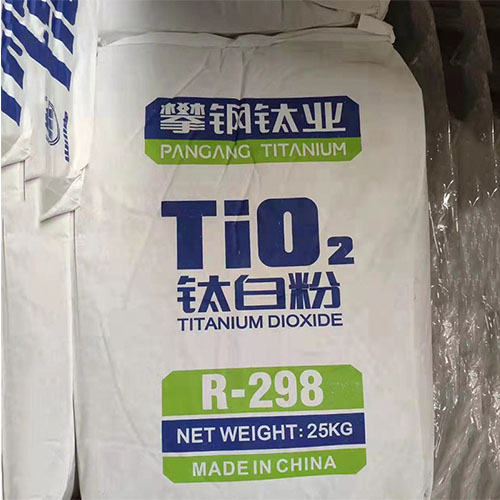 攀钢钛业
PANGANG TITANIUM
TiO2
钛白粉
TITANIUM DIOXIDE
R-298
NET WEIGHT: 25KG
MADE IN CHINA